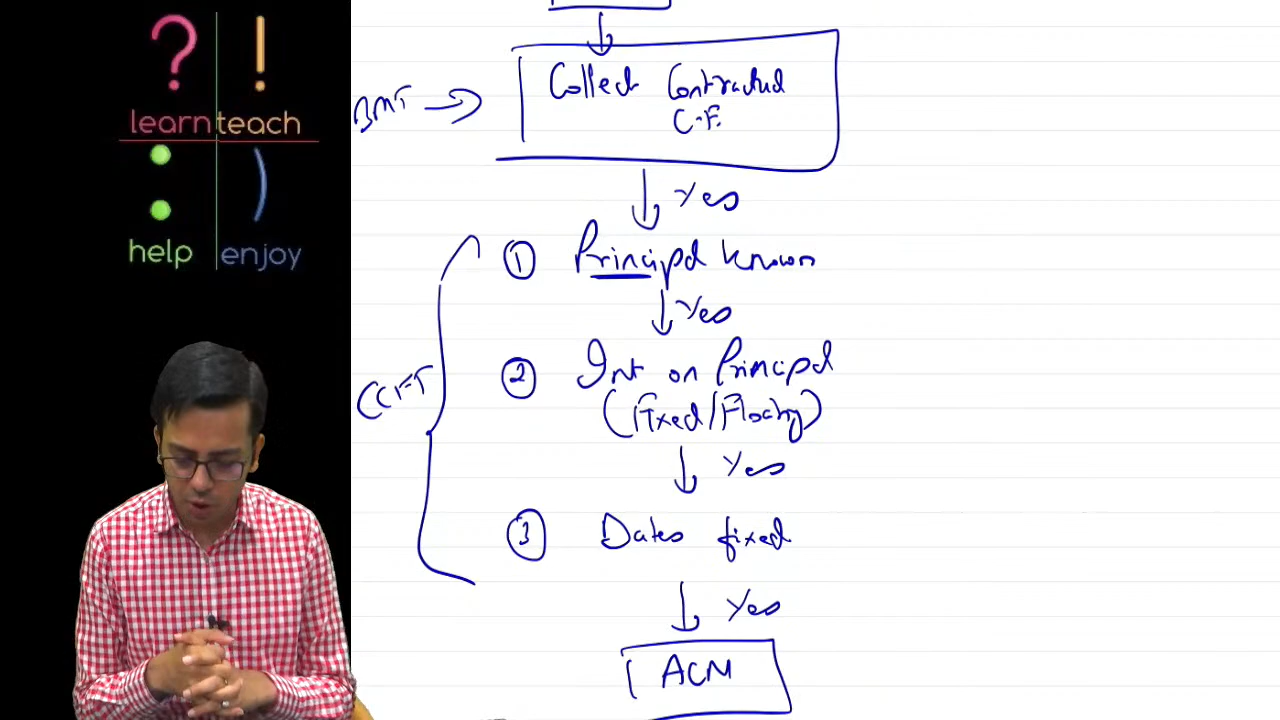 ?
!
learn teach
: )
help enjoy
BMT →
Collect Contracted
C.F.
Yes
① Principal known
Yes
CCFT
② Int on Principal
(Fixed/Floating)
Yes
③ Dates fixed
Yes
ACM